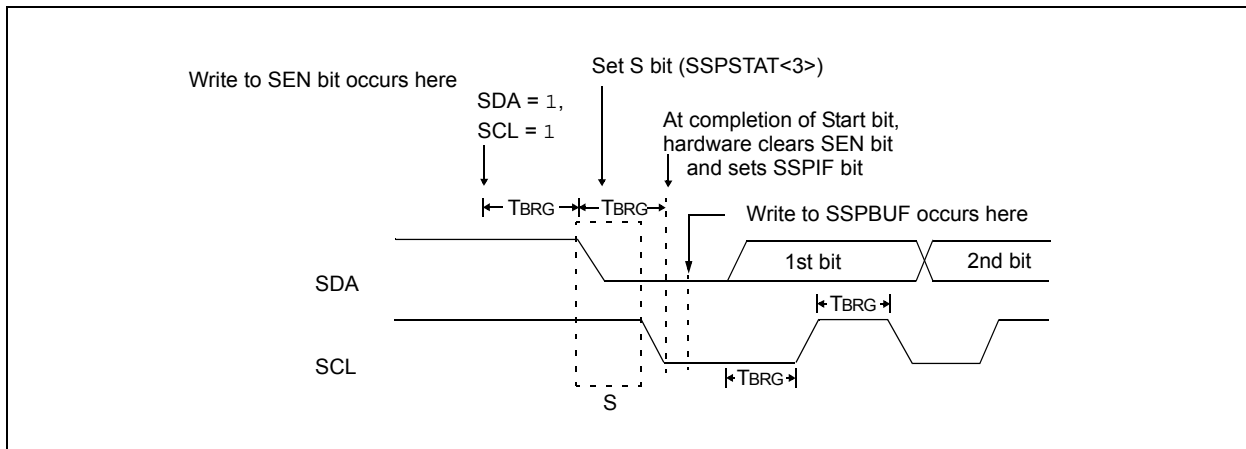 Write to SEN bit occurs here
Set S bit (SSPSTAT<3>)
SDA = 1,
SCL = 1
At completion of Start bit,
hardware clears SEN bit
and sets SSPIF bit
TBRG
TBRG
Write to SSPBUF occurs here
SDA
1st bit
2nd bit
TBRG
SCL
TBRG
S